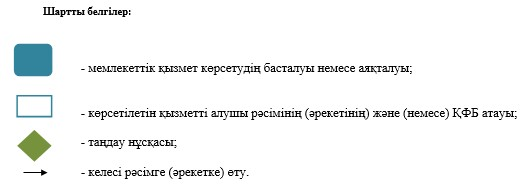 Шартты белгілер:
- мемлекеттік қызмет көрсетудің басталуы немесе аяқталуы;
- көрсетілетін қызметті алушы рәсімінің (әрекетінің) және (немесе) ҚФБ атауы;
- таңдау нұсқасы;
- келесі рәсімге (әрекетке) өту.